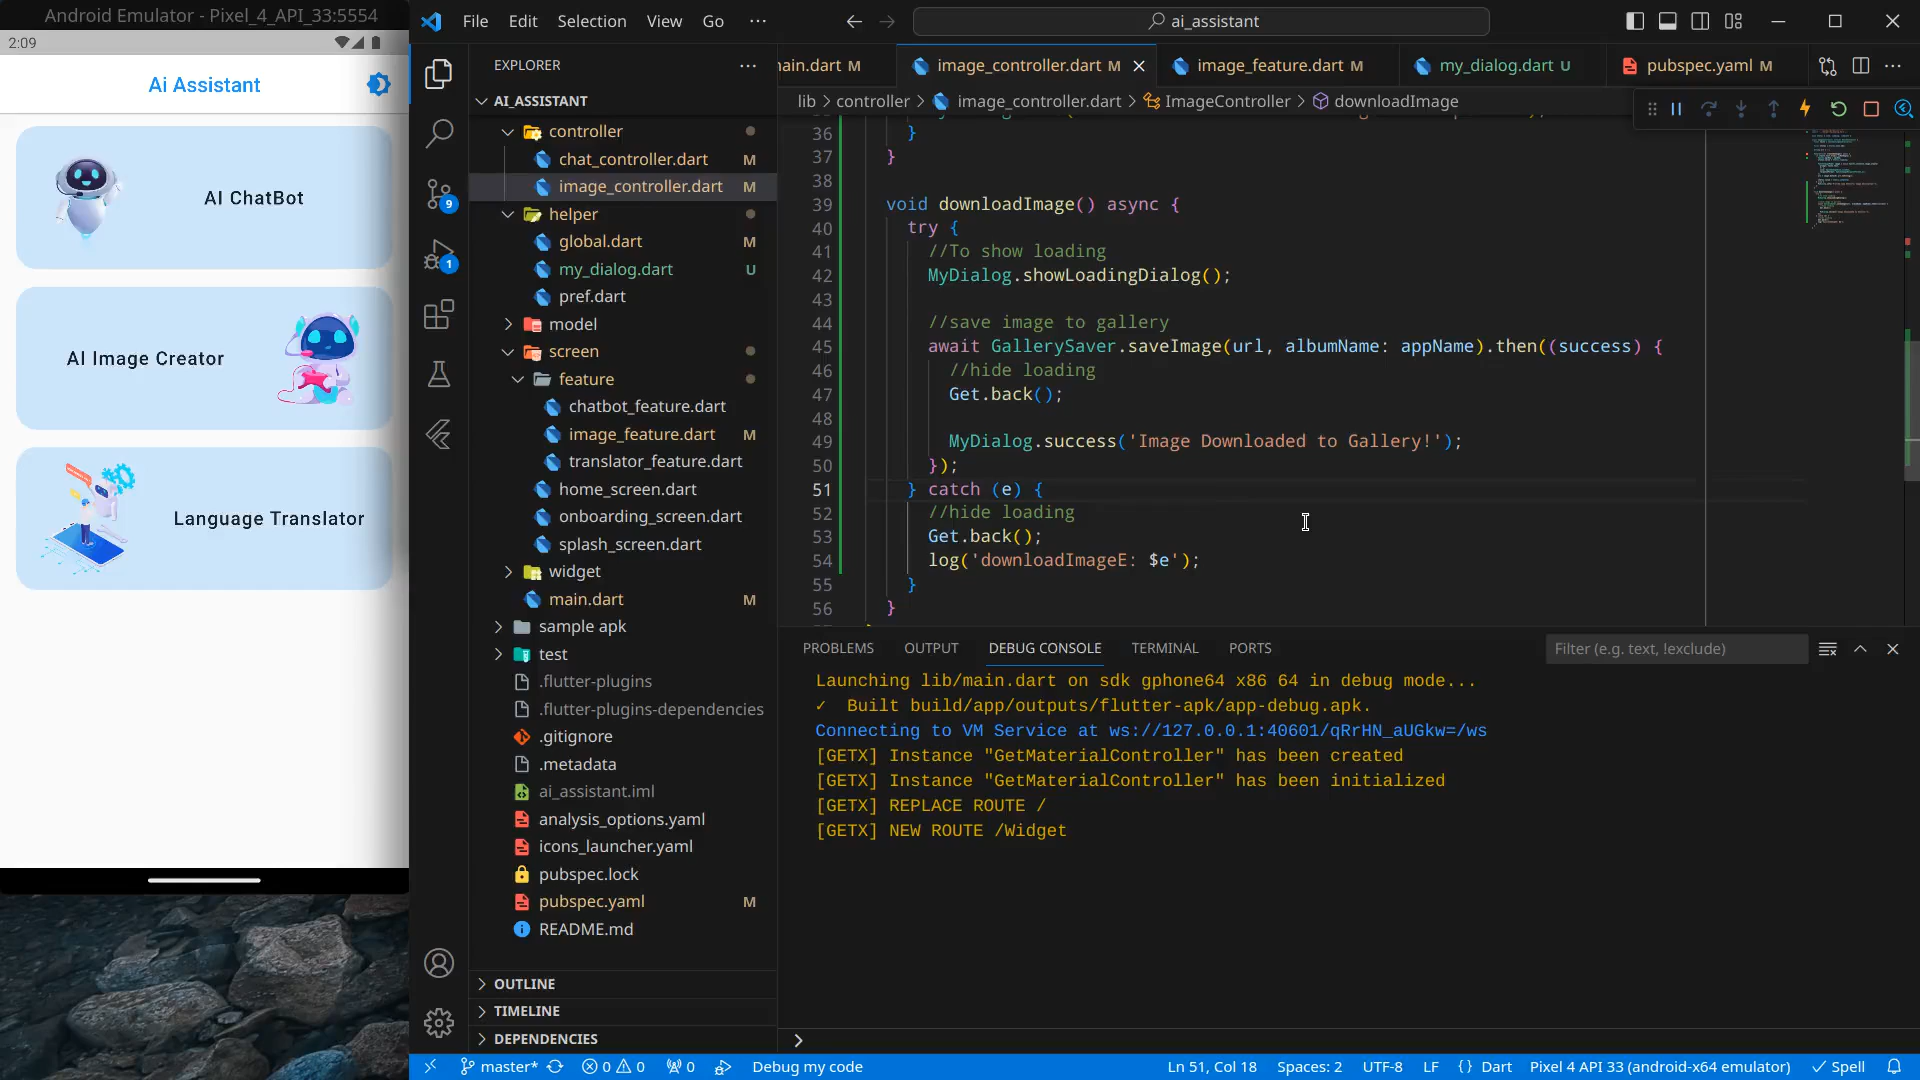 Android Emulator - Pixel_4_API_33:5554
2:09
Ai Assistant
AI ChatBot
AI Image Creator
Language Translator
File Edit Selection View Go ···
ai_assistant
EXPLORER
AI_ASSISTANT
controller
chat_controller.dart M
image_controller.dart M
helper
global.dart M
my_dialog.dart U
pref.dart
model
screen
feature
chatbot_feature.dart
image_feature.dart M
translator_feature.dart
home_screen.dart
onboarding_screen.dart
splash_screen.dart
widget
main.dart M
sample apk
test
.flutter-plugins
.flutter-plugins-dependencies
.gitignore
.metadata
ai_assistant.iml
analysis_options.yaml
icons_launcher.yaml
pubspec.lock
pubspec.yaml M
README.md
OUTLINE
TIMELINE
DEPENDENCIES
9
1
ain.dart M image_controller.dart M image_feature.dart M my_dialog.dart U pubspec.yaml M
lib > controller > image_controller.dart > ImageController > downloadImage
36 }
37 }
38
39 void downloadImage() async {
40 try {
41 //To show loading
42 MyDialog.showLoadingDialog();
43
44 //save image to gallery
45 await GallerySaver.saveImage(url, albumName: appName).then((success) {
46 //hide loading
47 Get.back();
48
49 MyDialog.success('Image Downloaded to Gallery!');
50 });
51 } catch (e) {
52 //hide loading
53 Get.back();
54 log('downloadImageE: $e');
55 }
56 }
PROBLEMS OUTPUT DEBUG CONSOLE TERMINAL PORTS Filter (e.g. text, !exclude)
Launching lib/main.dart on sdk gphone64 x86 64 in debug mode...
✓ Built build/app/outputs/flutter-apk/app-debug.apk.
Connecting to VM Service at ws://127.0.0.1:40601/qRrHN_aUGkw=/ws
[GETX] Instance "GetMaterialController" has been created
[GETX] Instance "GetMaterialController" has been initialized
[GETX] REPLACE ROUTE /
[GETX] NEW ROUTE /Widget
master* 0 0 0 Debug my code Ln 51, Col 18 Spaces: 2 UTF-8 LF {} Dart Pixel 4 API 33 (android-x64 emulator) Spell